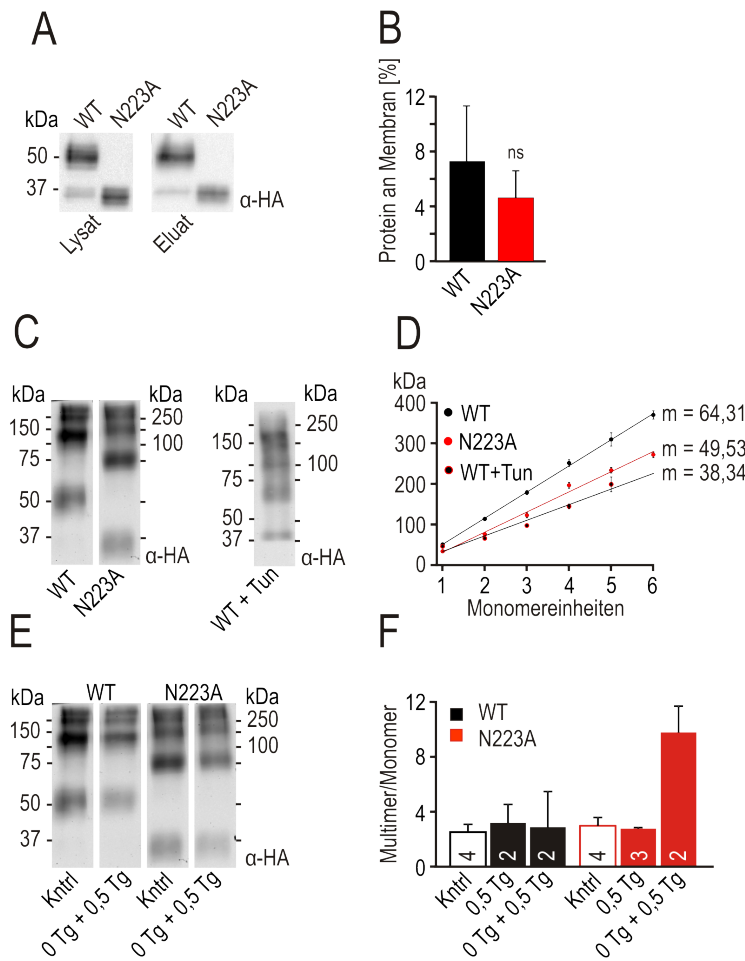 A
kDa
WT
N223A
WT
N223A
50
37
α-HA
Lysat
Eluat
B
Protein an Membran [%]
12
8
4
0
ns
WT
N223A
C
kDa
kDa
150
75
50
37
250
100
α-HA
WT
N223A
kDa
kDa
150
75
50
37
250
100
α-HA
WT + Tun
D
kDa
400
300
200
100
0
WT
N223A
WT+Tun
m = 64,31
m = 49,53
m = 38,34
1 2 3 4 5 6
Monomereinheiten
E
WT
N223A
kDa
kDa
150
75
50
37
250
100
α-HA
Kntrl
0 Tg + 0,5 Tg
Kntrl
0 Tg + 0,5 Tg
F
Multimer/Monomer
12
8
4
0
WT
N223A
4
2
2
4
3
2
Kntrl
0,5 Tg
0 Tg + 0,5 Tg
Kntrl
0,5 Tg
0 Tg + 0,5 Tg